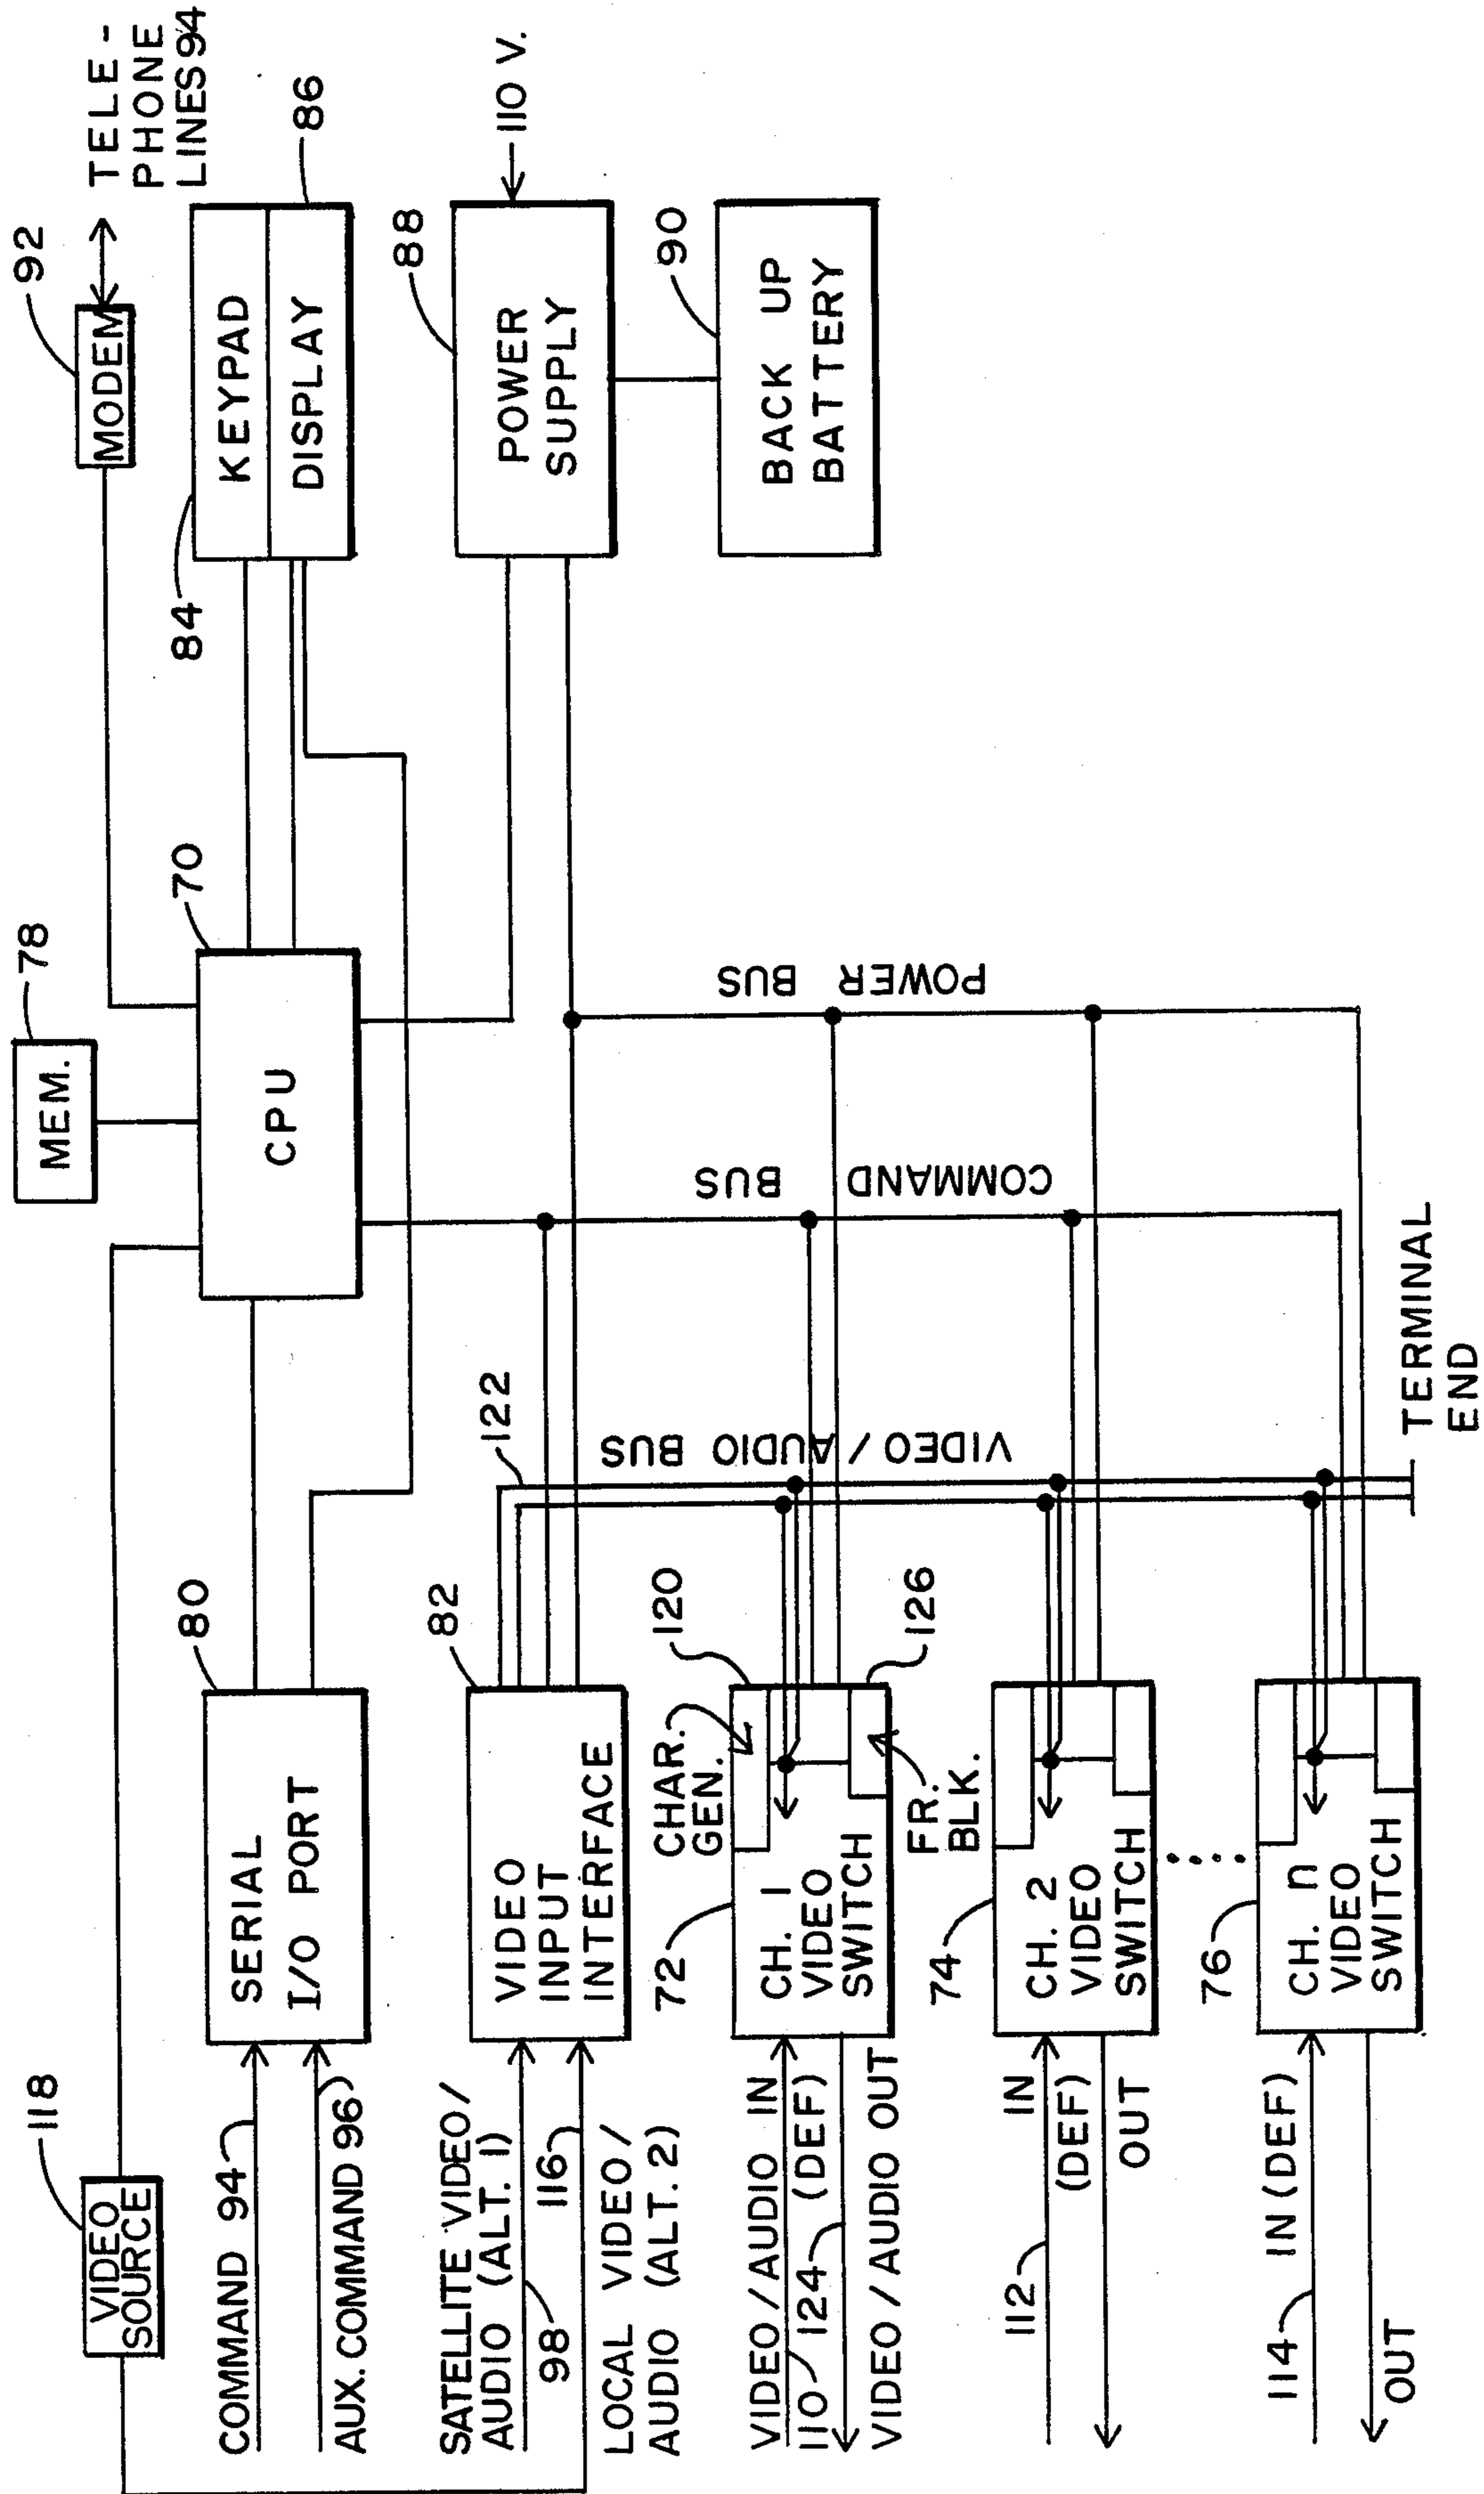 118
VIDEO
SOURCE
MEM.
78
92
MODEM
TELE-
PHONE
LINES 94
COMMAND 94
AUX. COMMAND 96
80
SERIAL
I/O PORT
70
CPU
84
KEYPAD
DISPLAY
86
SATELLITE VIDEO/
AUDIO (ALT. 1)
98
116
LOCAL VIDEO/
AUDIO (ALT. 2)
82
VIDEO
INPUT
INTERFACE
122
88
POWER
SUPPLY
110 V.
90
BACK UP
BATTERY
VIDEO/AUDIO BUS
COMMAND BUS
POWER BUS
VIDEO/AUDIO IN
110
124
(DEF)
VIDEO/AUDIO OUT
72
CH. 1
VIDEO
SWITCH
CHAR.
GEN.
120
FR.
BLK.
126
112
IN
(DEF)
OUT
74
CH. 2
VIDEO
SWITCH
114
IN (DEF)
OUT
76
CH. n
VIDEO
SWITCH
TERMINAL
END